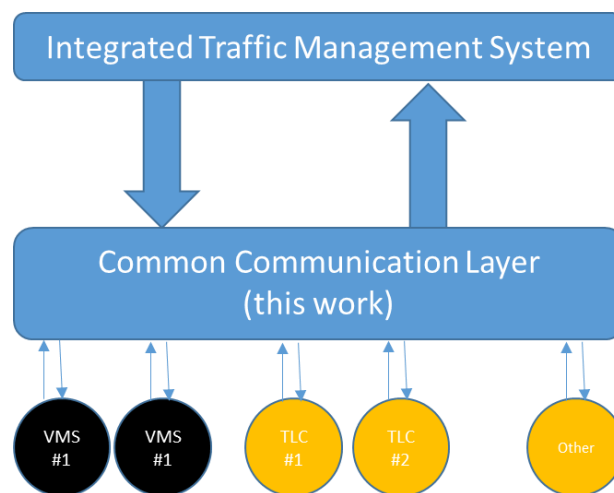 Integrated Traffic Management System
Common Communication Layer
(this work)
VMS
#1
VMS
#1
TLC
#1
TLC
#2
Other